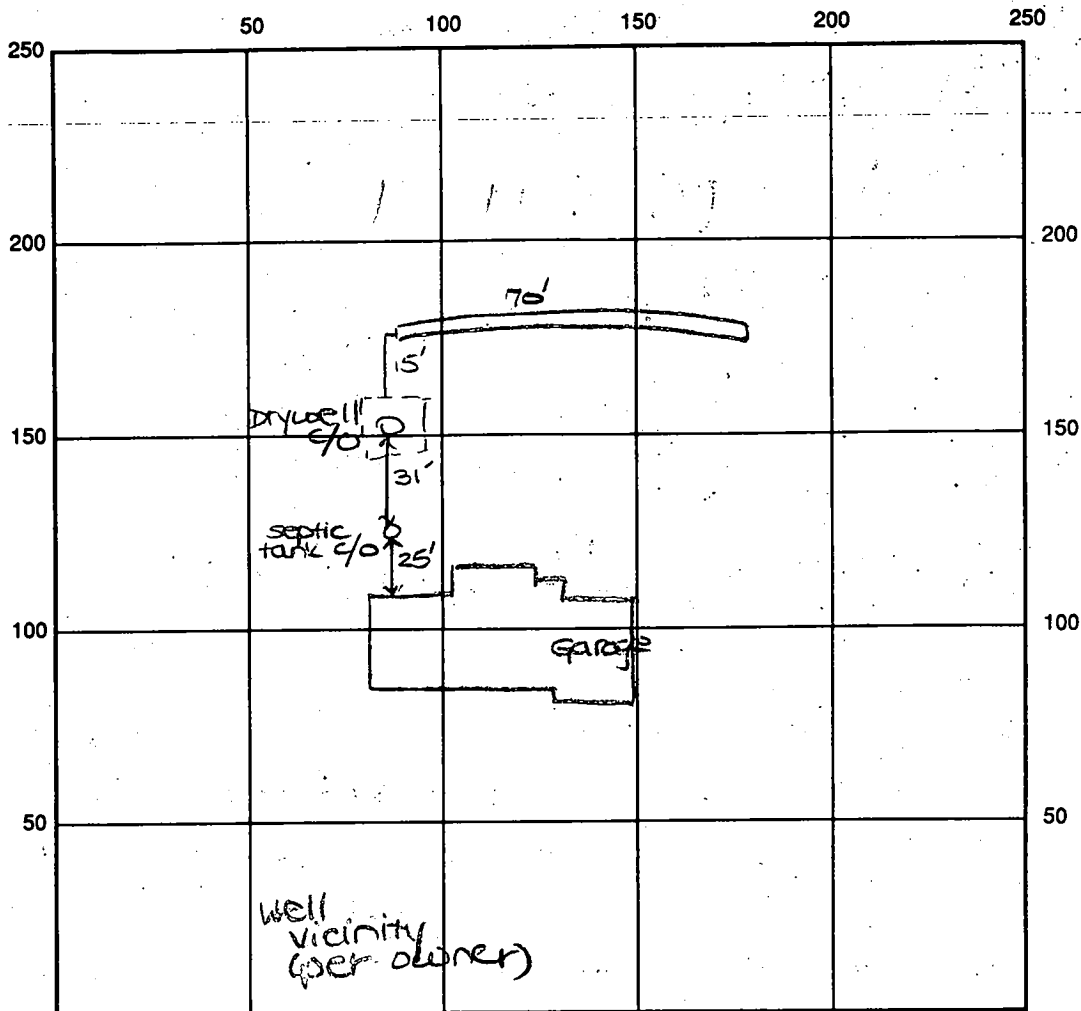 50 100 150 200 250
250 250
200 200
70'
15'
Drywell
c/o
150 150
31'
septic
tank c/o
25'
100 100
Garage
50 50
well
vicinity
(per owner)